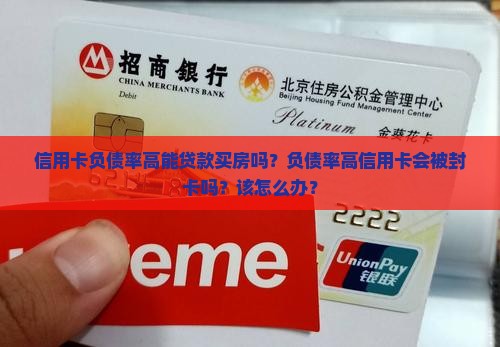 招商银行
CHINA MERCHANTS BANK
Debit
北京住房公积金管理中心
Beijing Housing Fund Management Center
Platinum
金葵花卡
信用卡负债率高能贷款买房吗？负债率高信用卡会被封
卡吗？该怎么办？
2222
eme
UnionPay
银联